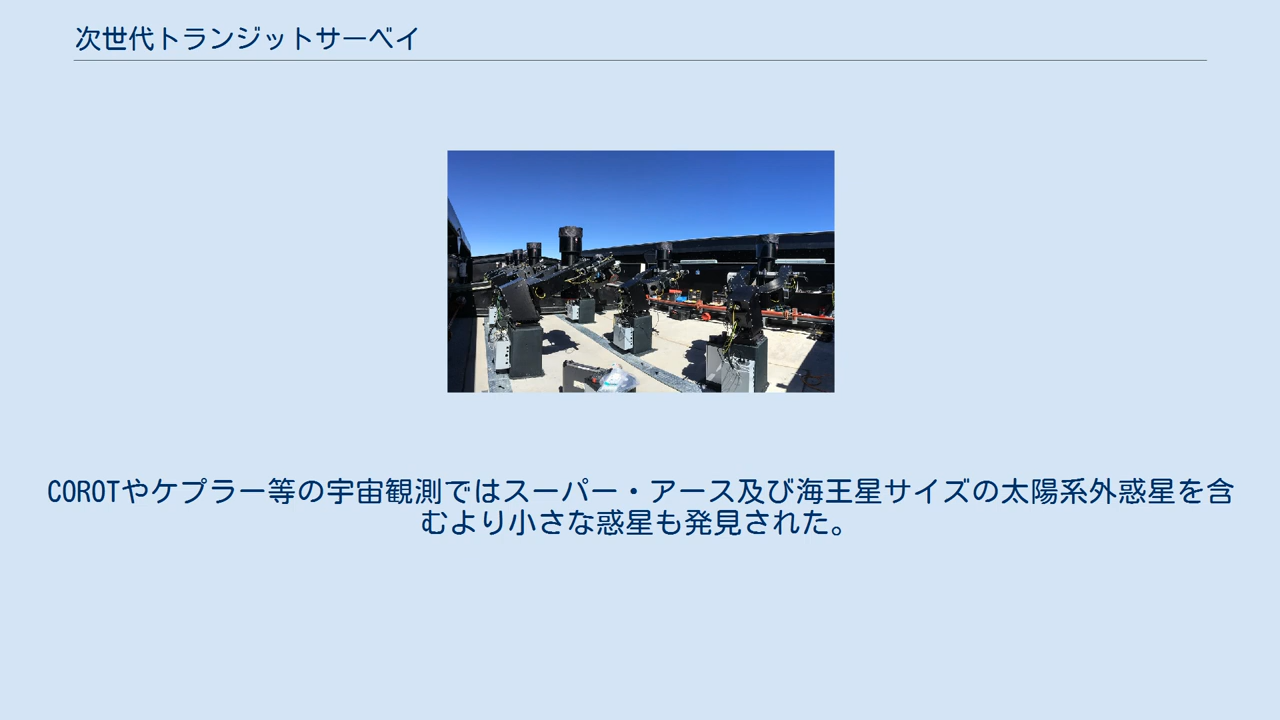 次世代トランジットサーベイ
COROTやケプラー等の宇宙観測ではスーパー・アース及び海王星サイズの太陽系外惑星を含
むより小さな惑星も発見された。